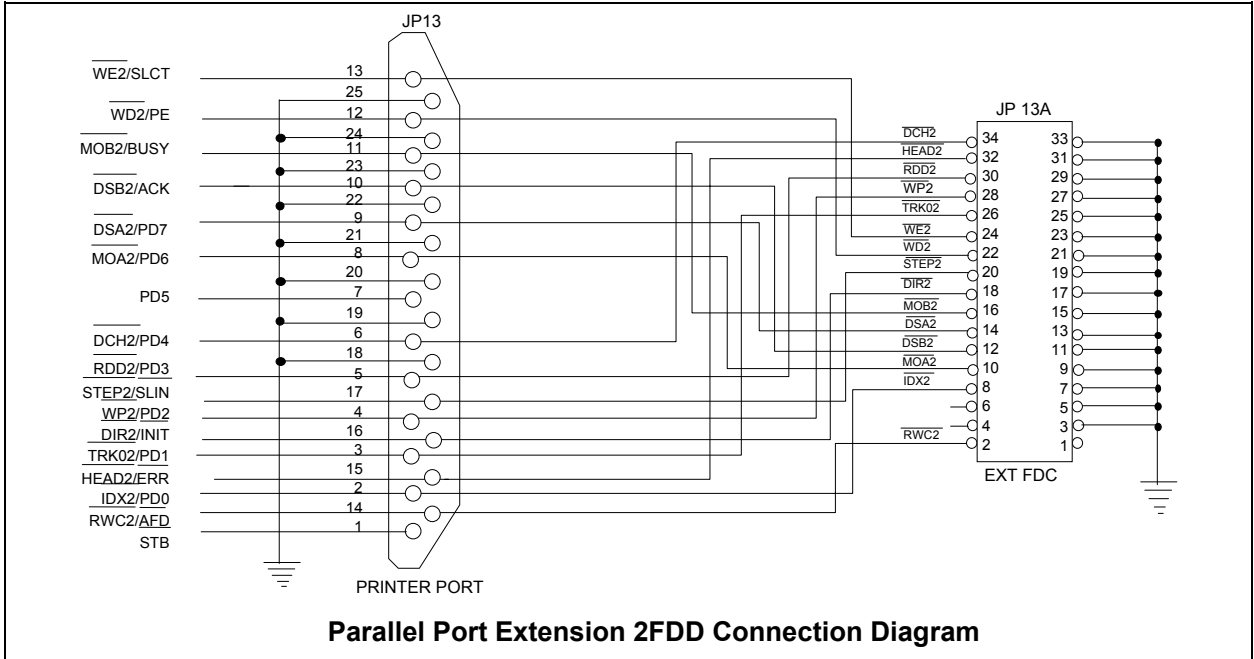 JP13
WE2/SLCT
WD2/PE
MOB2/BUSY
DSB2/ACK
DSA2/PD7
MOA2/PD6
PD5
DCH2/PD4
RDD2/PD3
STEP2/SLIN
WP2/PD2
DIR2/INIT
TRK02/PD1
HEAD2/ERR
IDX2/PD0
RWC2/AFD
STB
13
25
12
24
11
23
10
22
9
21
8
20
7
19
6
18
5
17
4
16
3
15
2
14
1
PRINTER PORT
JP 13A
DCH2
HEAD2
RDD2
WP2
TRK02
WE2
WD2
STEP2
DIR2
MOB2
DSA2
DSB2
MOA2
IDX2
RWC2
34 33
32 31
30 29
28 27
26 25
24 23
22 21
20 19
18 17
16 15
14 13
12 11
10 9
8 7
6 5
4 3
2 1
EXT FDC
Parallel Port Extension 2FDD Connection Diagram